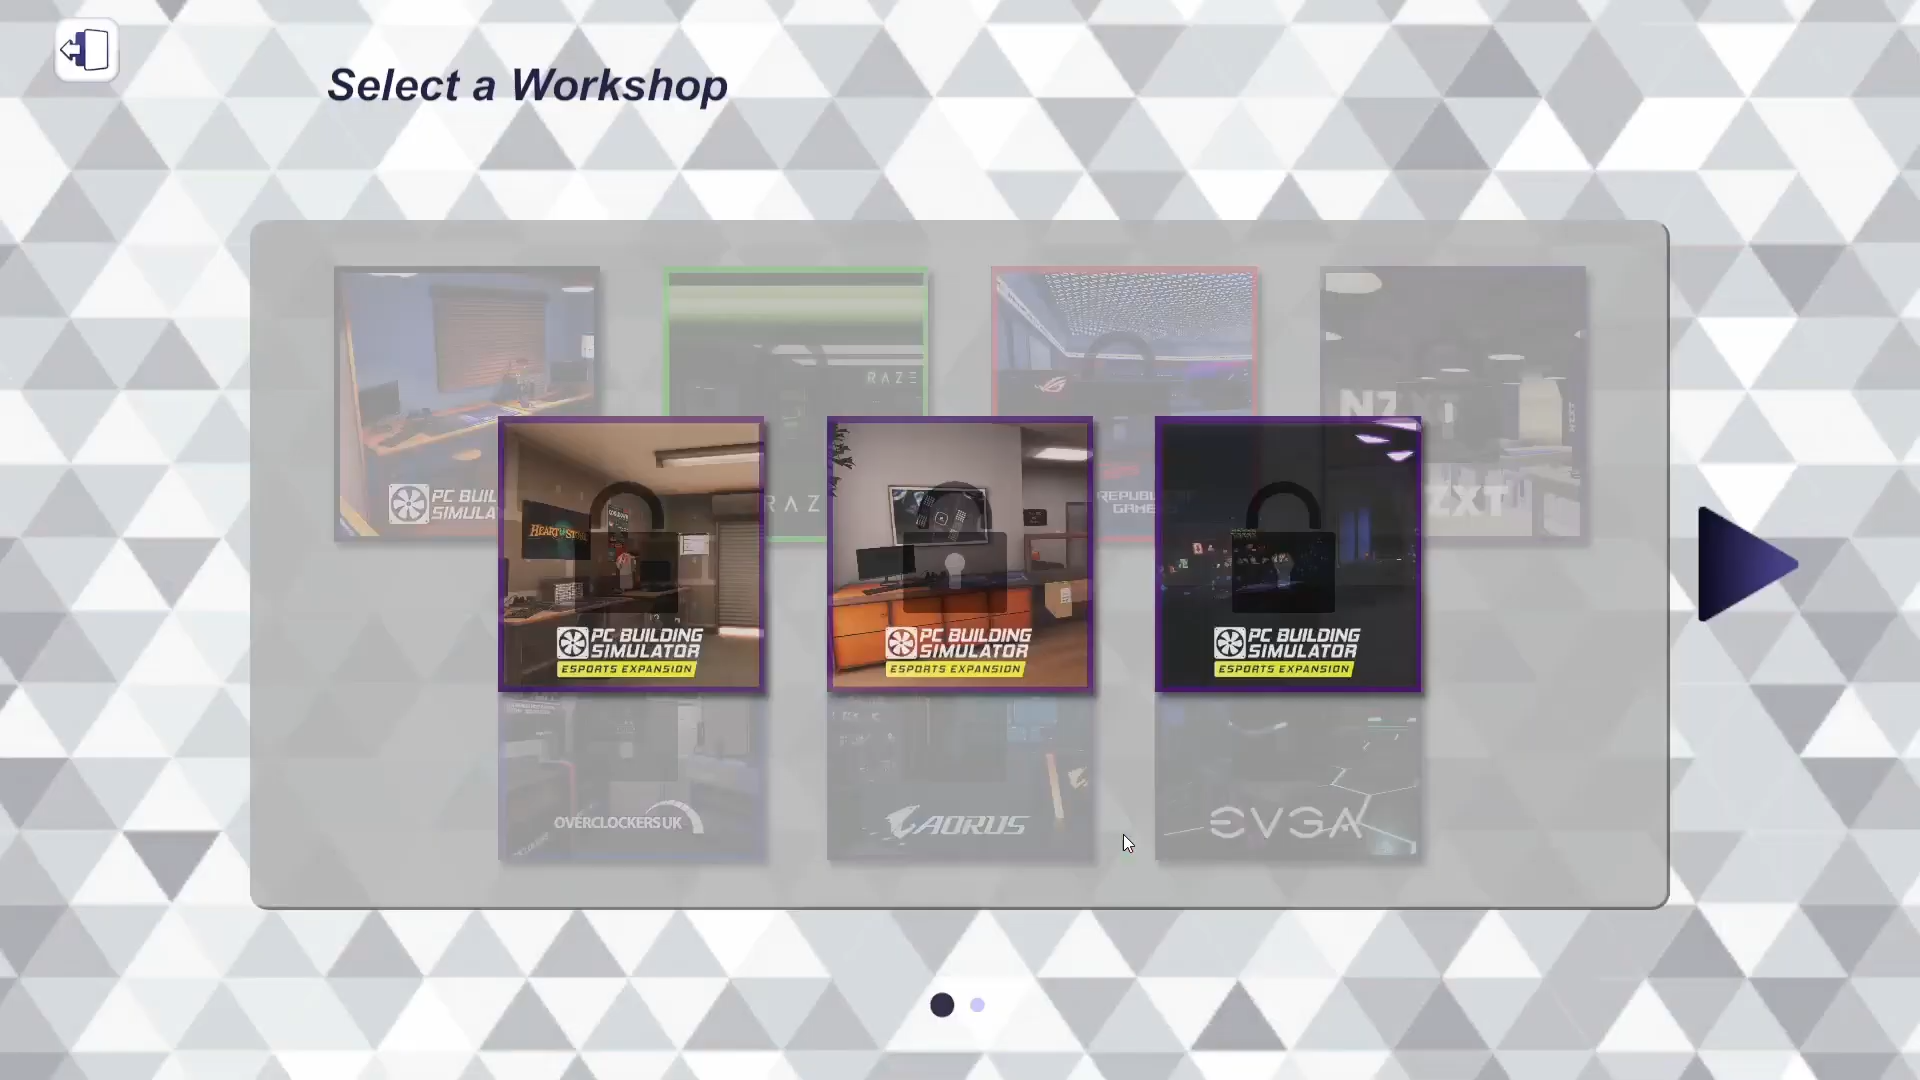 Select a Workshop
RAZE
NZXT
PC BUIL
SIMULA
RAZ
REPUBL
GAME
ZXT
HEARTHSTONE
PC BUILDING
SIMULATOR
ESPORTS EXPANSION
PC BUILDING
SIMULATOR
ESPORTS EXPANSION
PC BUILDING
SIMULATOR
ESPORTS EXPANSION
OVERCLOCKERS UK
AORUS
EVGA